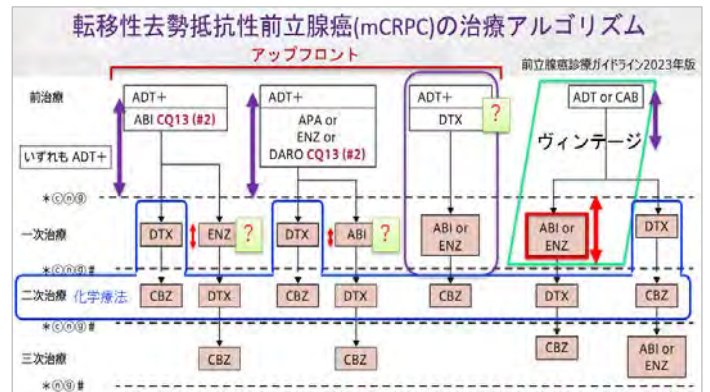 転移性去勢抵抗性前立腺癌(mCRPC)の治療アルゴリズム
アップフロント
前立腺癌診療ガイドライン2023年版
前治療
ADT+
ABI CQ13 (#2)
ADT+
APA or
ENZ or
DARO CQ13 (#2)
ADT+
DTX
?
ADT or CAB
ヴィンテージ
いずれも ADT+
*ⓒⓝⓖ
一次治療
DTX
ENZ
?
DTX
ABI
?
ABI or
ENZ
ABI or
ENZ
DTX
*ⓒⓝⓖ#
二次治療 化学療法
CBZ
DTX
CBZ
DTX
CBZ
DTX
CBZ
*ⓒⓝⓖ#
三次治療
CBZ
CBZ
CBZ
ABI or
ENZ
*ⓝⓖ#